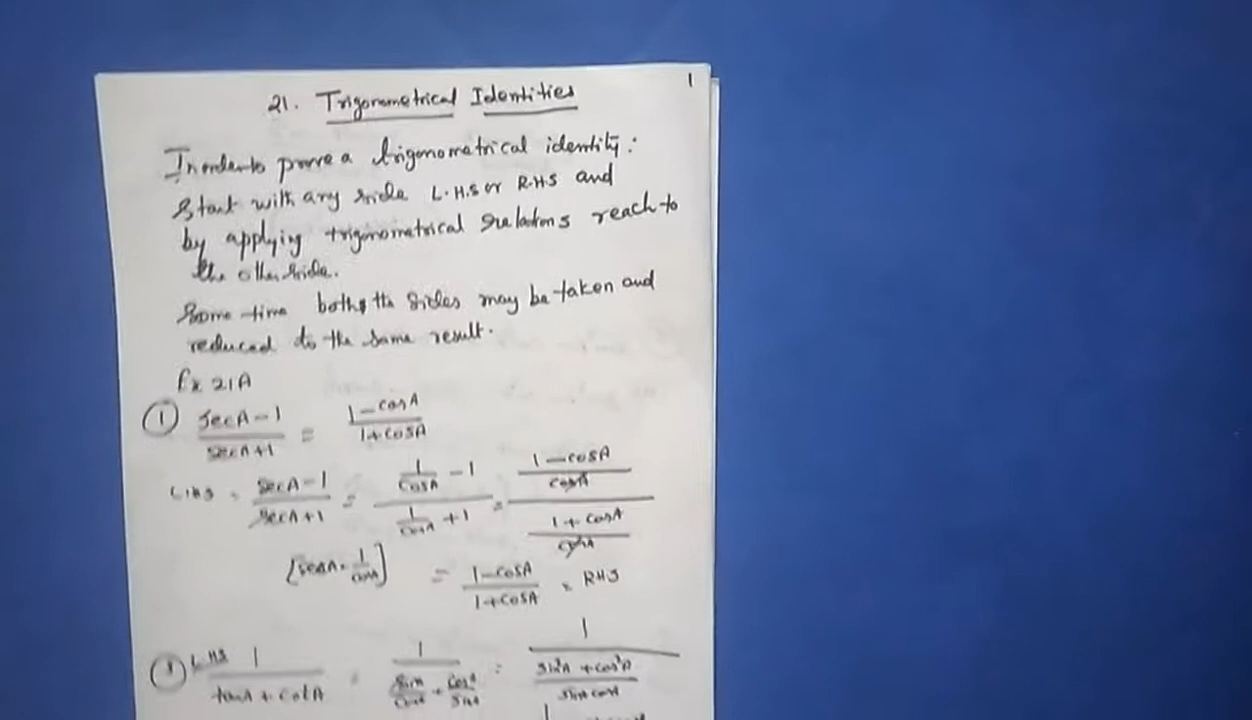 1
21. Trigonometrical Identities
In order to prove a trigonometrical identity:
Start with any side L.H.S or R.H.S and
by applying trigonometrical relations reach to
the other side.
Some time both the sides may be taken and
reduced to the same result.
Ex 21A
① (secA-1)/(secA+1) = (1-cosA)/(1+cosA)
LHS = (secA-1)/(secA+1) = (1/cosA - 1)/(1/cosA + 1) = ((1-cosA)/cosA)/((1+cosA)/cosA)
[secA = 1/cosA] = (1-cosA)/(1+cosA) = RHS
LHS 1/(tanA + cotA) = 1/(sinA/cosA + cosA/sinA) = 1/((sin²A + cos²A)/(sinA cosA))